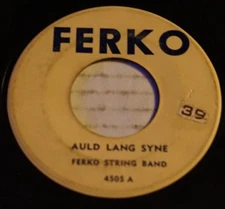 FERKO
39
AULD LANG SYNE
FERKO STRING BAND
4505 A